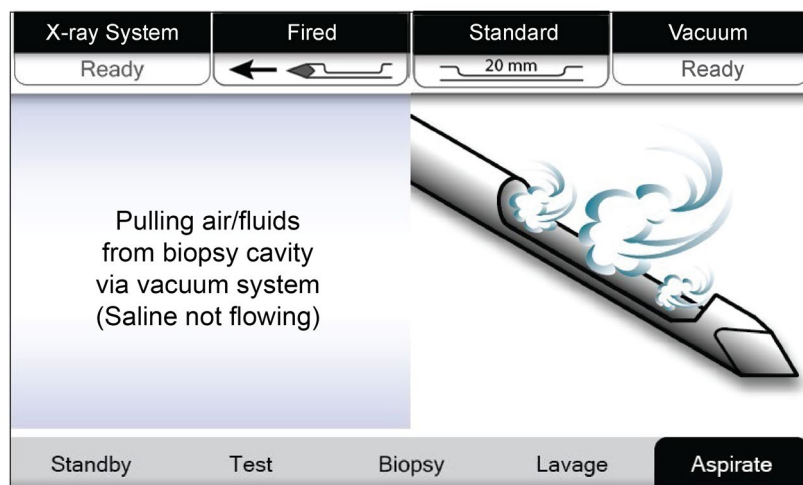 X-ray System Fired Standard Vacuum
Ready 20 mm Ready
Pulling air/fluids
from biopsy cavity
via vacuum system
(Saline not flowing)
Standby Test Biopsy Lavage Aspirate